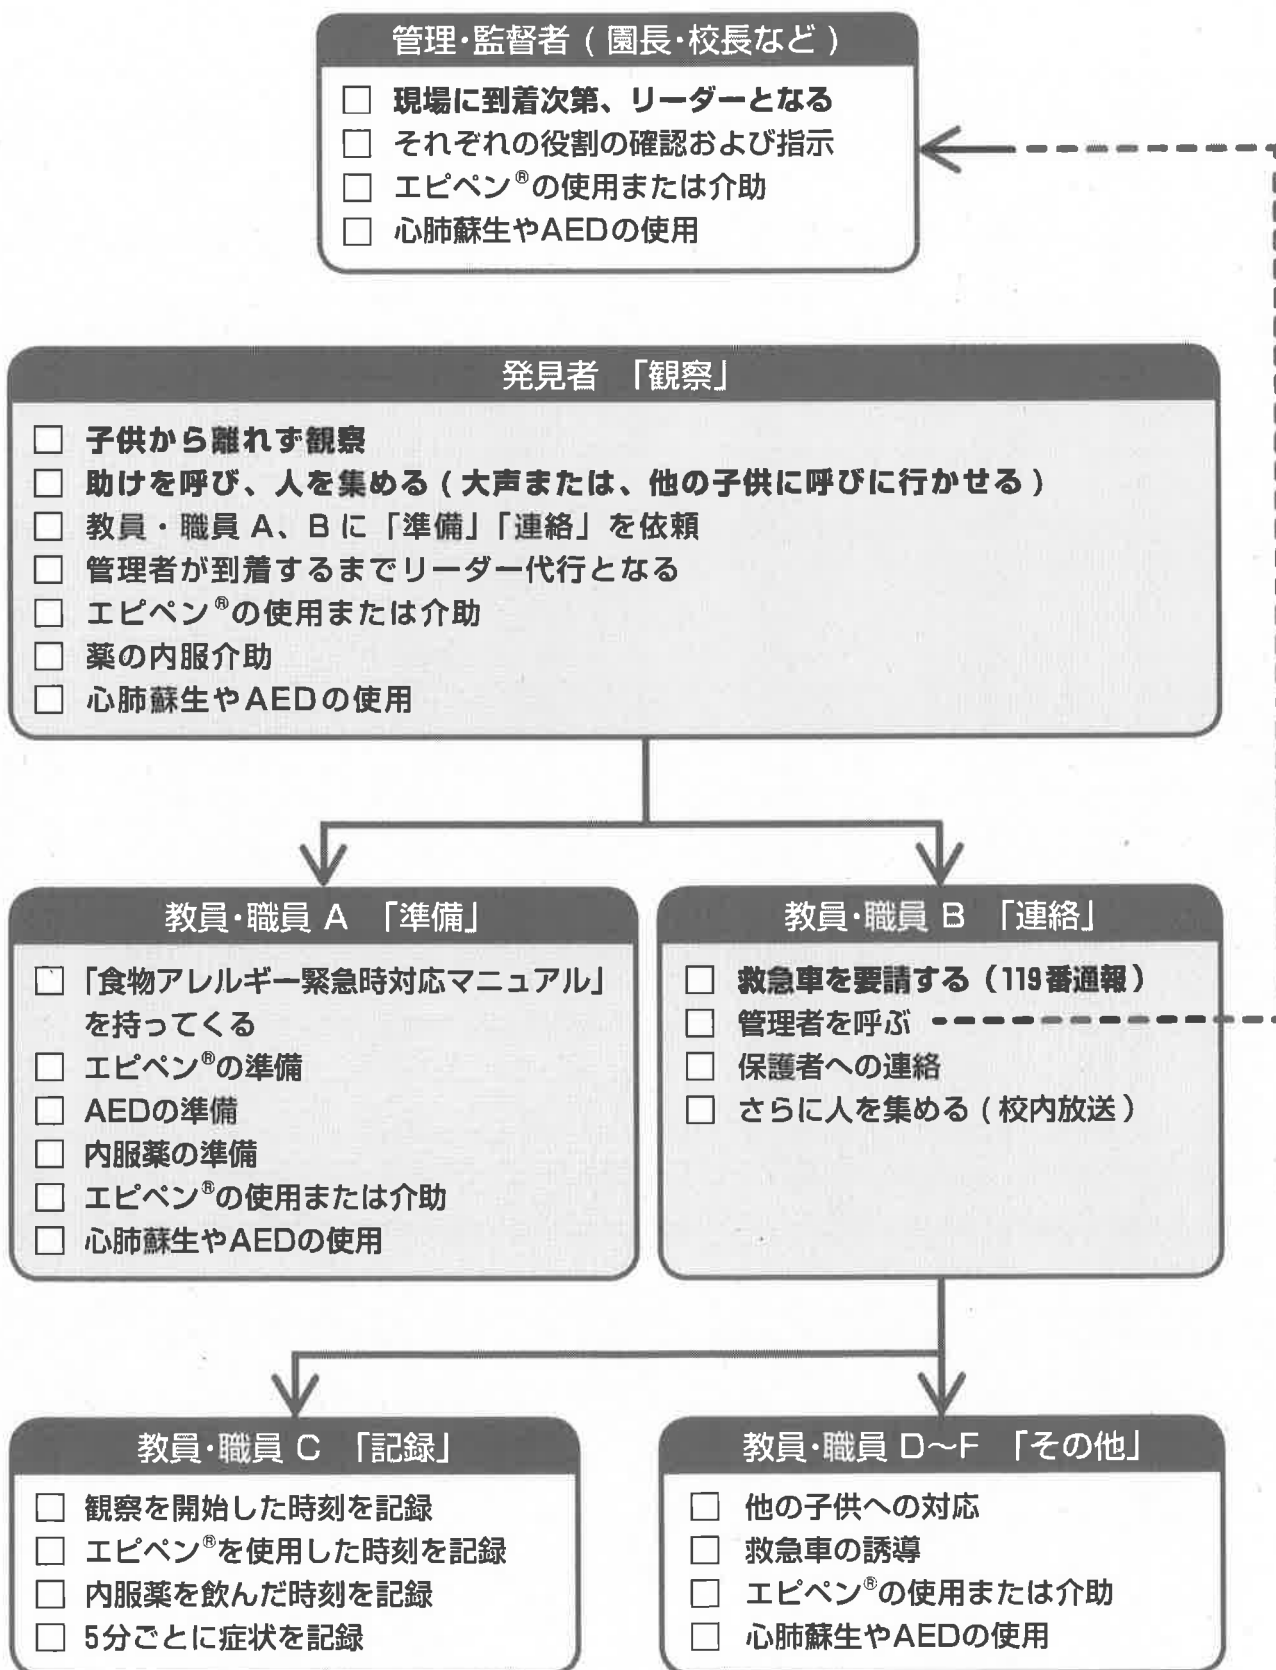 管理・監督者（園長・校長など）
□ 現場に到着次第、リーダーとなる
□ それぞれの役割の確認および指示
□ エピペン®の使用または介助
□ 心肺蘇生やAEDの使用
発見者 「観察」
□ 子供から離れず観察
□ 助けを呼び、人を集める（大声または、他の子供に呼びに行かせる）
□ 教員・職員 A、B に「準備」「連絡」を依頼
□ 管理者が到着するまでリーダー代行となる
□ エピペン®の使用または介助
□ 薬の内服介助
□ 心肺蘇生やAEDの使用
教員・職員 A 「準備」
□ 「食物アレルギー緊急時対応マニュアル」
を持ってくる
□ エピペン®の準備
□ AEDの準備
□ 内服薬の準備
□ エピペン®の使用または介助
□ 心肺蘇生やAEDの使用
教員・職員 B 「連絡」
□ 救急車を要請する（119番通報）
□ 管理者を呼ぶ
□ 保護者への連絡
□ さらに人を集める（校内放送）
教員・職員 C 「記録」
□ 観察を開始した時刻を記録
□ エピペン®を使用した時刻を記録
□ 内服薬を飲んだ時刻を記録
□ 5分ごとに症状を記録
教員・職員 D～F 「その他」
□ 他の子供への対応
□ 救急車の誘導
□ エピペン®の使用または介助
□ 心肺蘇生やAEDの使用